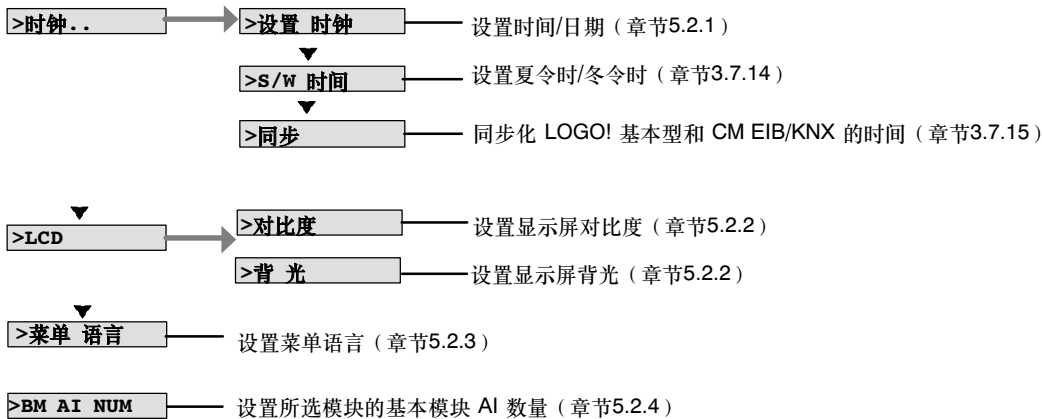 >时钟.. >设置 时钟 设置时间/日期（章节5.2.1）
>S/W 时间 设置夏令时/冬令时（章节3.7.14）
>同步 同步化 LOGO! 基本型和 CM EIB/KNX 的时间（章节3.7.15）
>LCD >对比度 设置显示屏对比度（章节5.2.2）
>背 光 设置显示屏背光（章节5.2.2）
>菜单 语言 设置菜单语言（章节5.2.3）
>BM AI NUM 设置所选模块的基本模块 AI 数量（章节5.2.4）